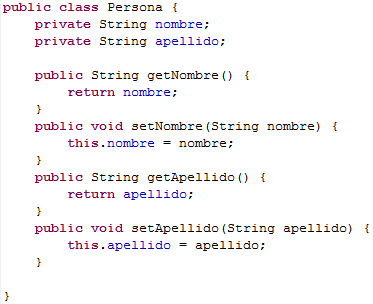 public class Persona {
    private String nombre;
    private String apellido;

    public String getNombre() {
        return nombre;
    }
    public void setNombre(String nombre) {
        this.nombre = nombre;
    }
    public String getApellido() {
        return apellido;
    }
    public void setApellido(String apellido) {
        this.apellido = apellido;
    }

}